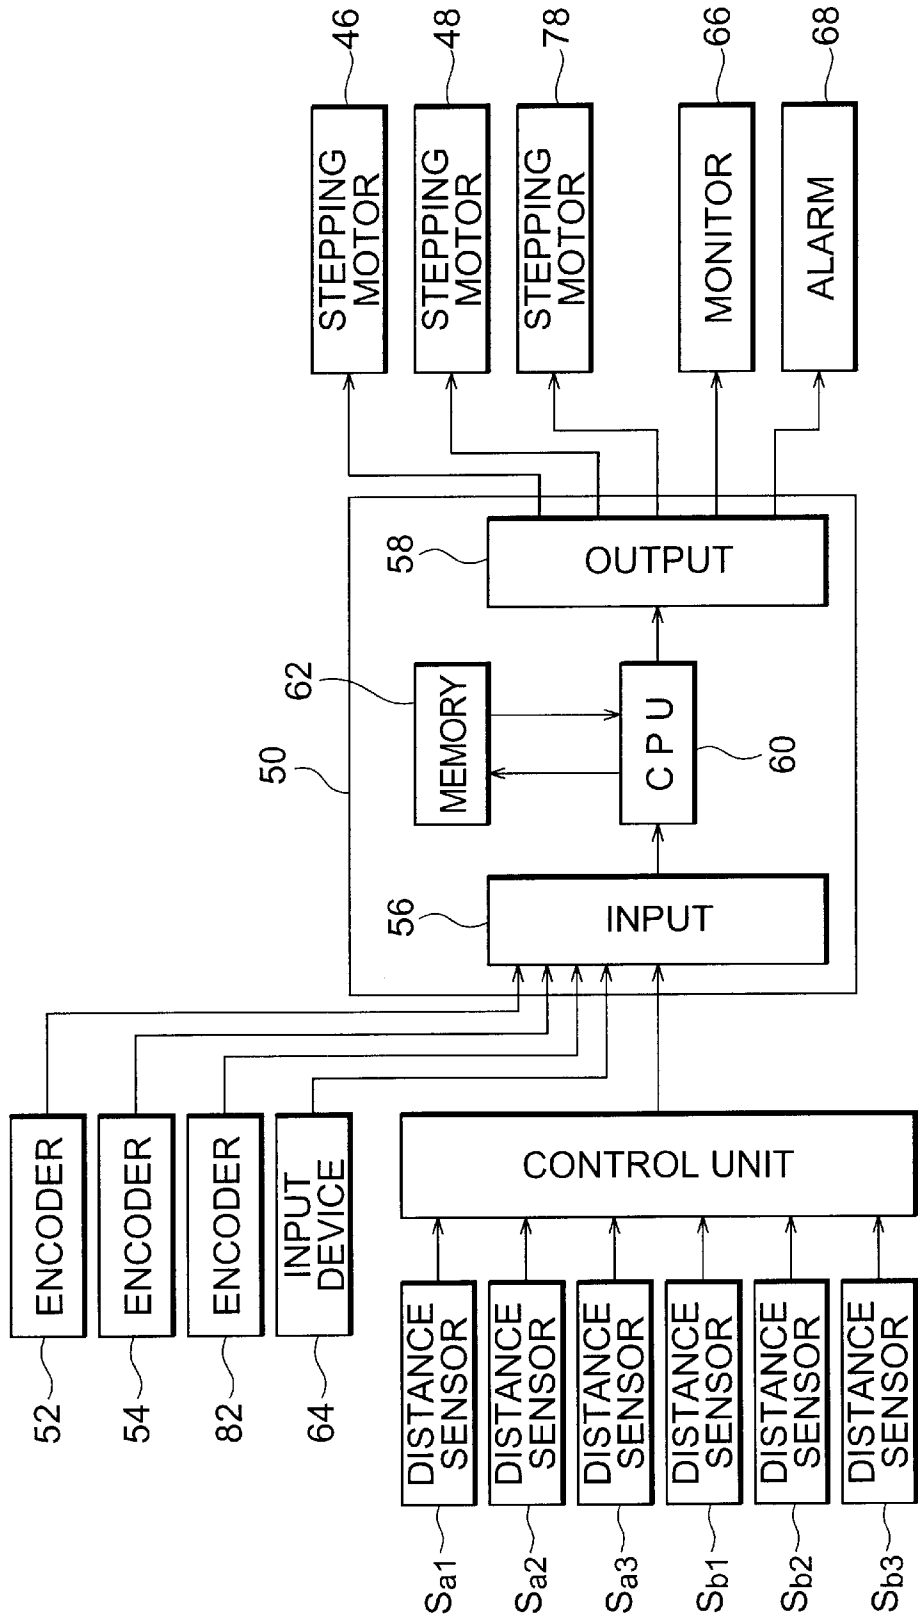 52
ENCODER
54
ENCODER
82
ENCODER
64
INPUT
DEVICE
Sa1
DISTANCE
SENSOR
Sa2
DISTANCE
SENSOR
Sa3
DISTANCE
SENSOR
Sb1
DISTANCE
SENSOR
Sb2
DISTANCE
SENSOR
Sb3
DISTANCE
SENSOR
CONTROL UNIT
50
56
INPUT
62
MEMORY
CPU
60
58
OUTPUT
STEPPING
MOTOR
46
STEPPING
MOTOR
48
STEPPING
MOTOR
78
MONITOR
66
ALARM
68